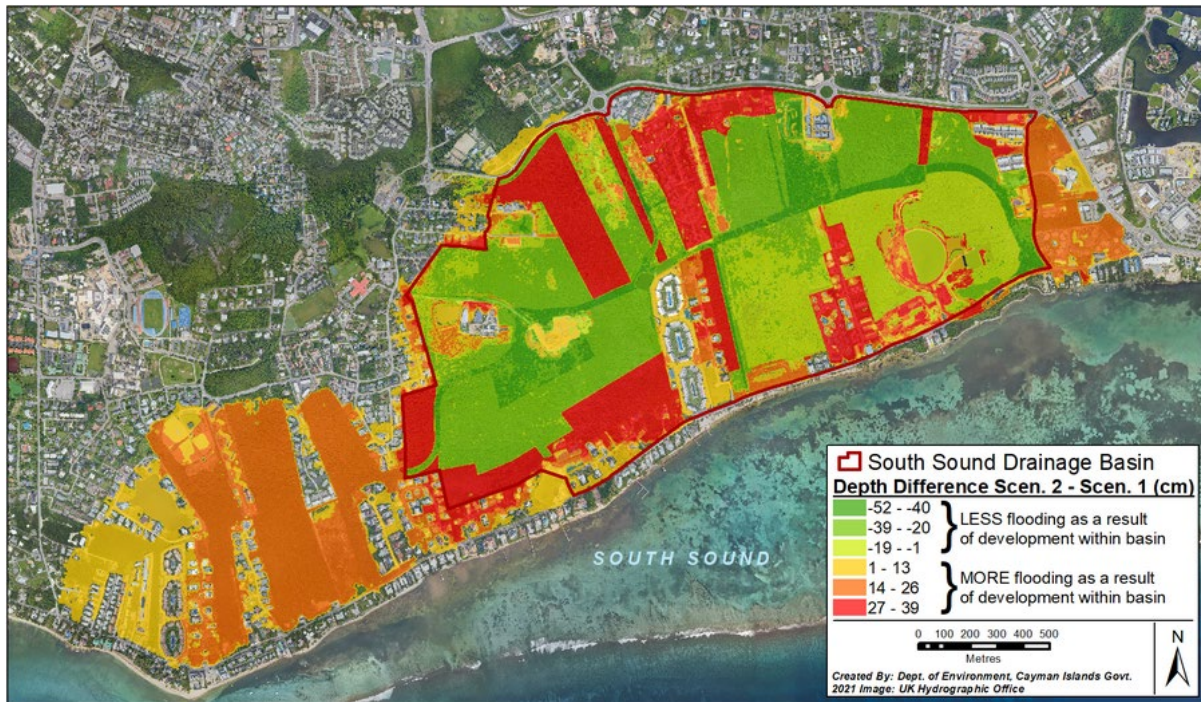 SOUTH SOUND
South Sound Drainage Basin
Depth Difference Scen. 2 - Scen. 1 (cm)
-52 - -40
-39 - -20
-19 - -1
LESS flooding as a result
of development within basin
1 - 13
14 - 26
27 - 39
MORE flooding as a result
of development within basin
0 100 200 300 400 500
Metres
N
Created By: Dept. of Environment, Cayman Islands Govt.
2021 Image: UK Hydrographic Office